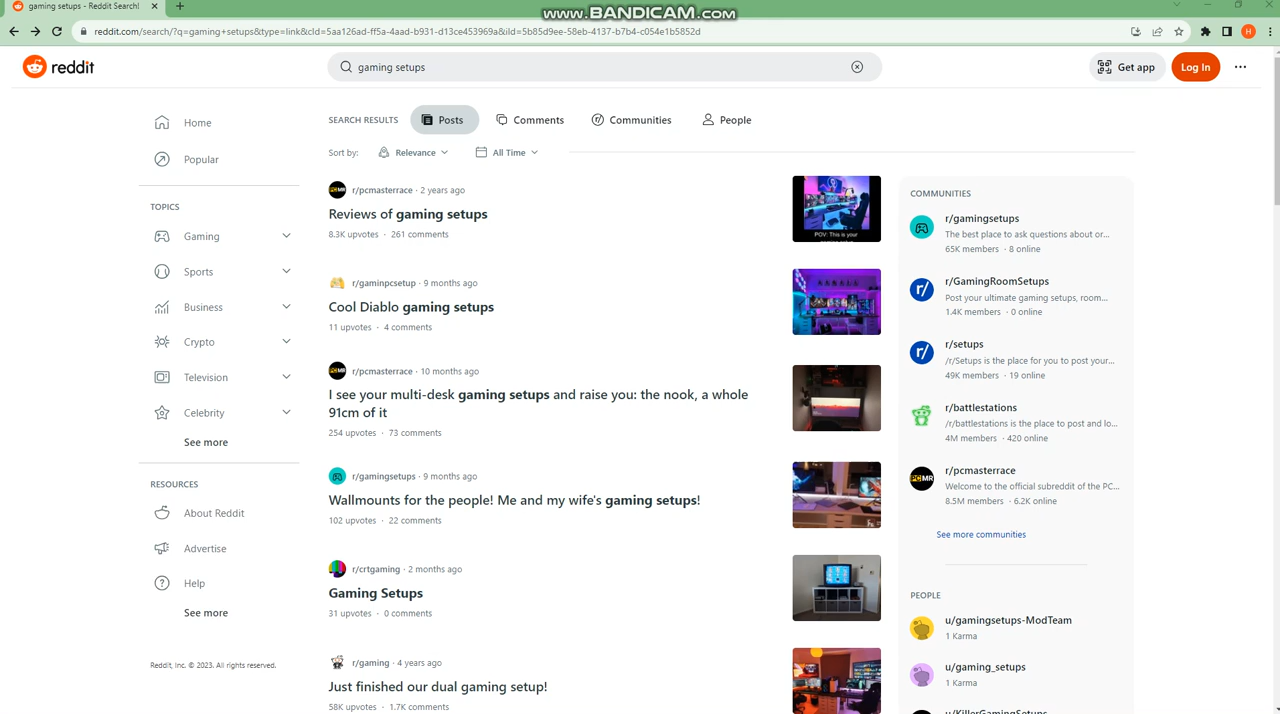 www.BANDICAM.com
gaming setups - Reddit Search!
reddit.com/search/?q=gaming+setups&type=link&cId=5aa126ad-ff5a-4aad-b931-d13ce453969a&iId=5b85d9ee-58eb-4137-b7b4-c054e1b5852d
H
reddit
gaming setups
Get app
Log In
Home
Popular
TOPICS
Gaming
Sports
Business
Crypto
Television
Celebrity
See more
RESOURCES
About Reddit
Advertise
Help
See more
Reddit, Inc. © 2023. All rights reserved.
SEARCH RESULTS
Posts
Comments
Communities
People
Sort by:
Relevance
All Time
r/pcmasterrace · 2 years ago
Reviews of gaming setups
8.3K upvotes · 261 comments
POV: This is your
r/gaminpcsetup · 9 months ago
Cool Diablo gaming setups
11 upvotes · 4 comments
r/pcmasterrace · 10 months ago
I see your multi-desk gaming setups and raise you: the nook, a whole
91cm of it
254 upvotes · 73 comments
r/gamingsetups · 9 months ago
Wallmounts for the people! Me and my wife's gaming setups!
102 upvotes · 22 comments
r/crtgaming · 2 months ago
Gaming Setups
31 upvotes · 0 comments
r/gaming · 4 years ago
Just finished our dual gaming setup!
58K upvotes · 1.7K comments
COMMUNITIES
r/gamingsetups
The best place to ask questions about or...
65K members · 8 online
r/
r/GamingRoomSetups
Post your ultimate gaming setups, room...
1.4K members · 0 online
r/
r/setups
/r/Setups is the place for you to post your...
49K members · 19 online
r/battlestations
/r/battlestations is the place to post and lo...
4M members · 420 online
PCMR
r/pcmasterrace
Welcome to the official subreddit of the PC...
8.5M members · 6.2K online
See more communities
PEOPLE
u/gamingsetups-ModTeam
1 Karma
u/gaming_setups
1 Karma
u/KillerGamingSetups